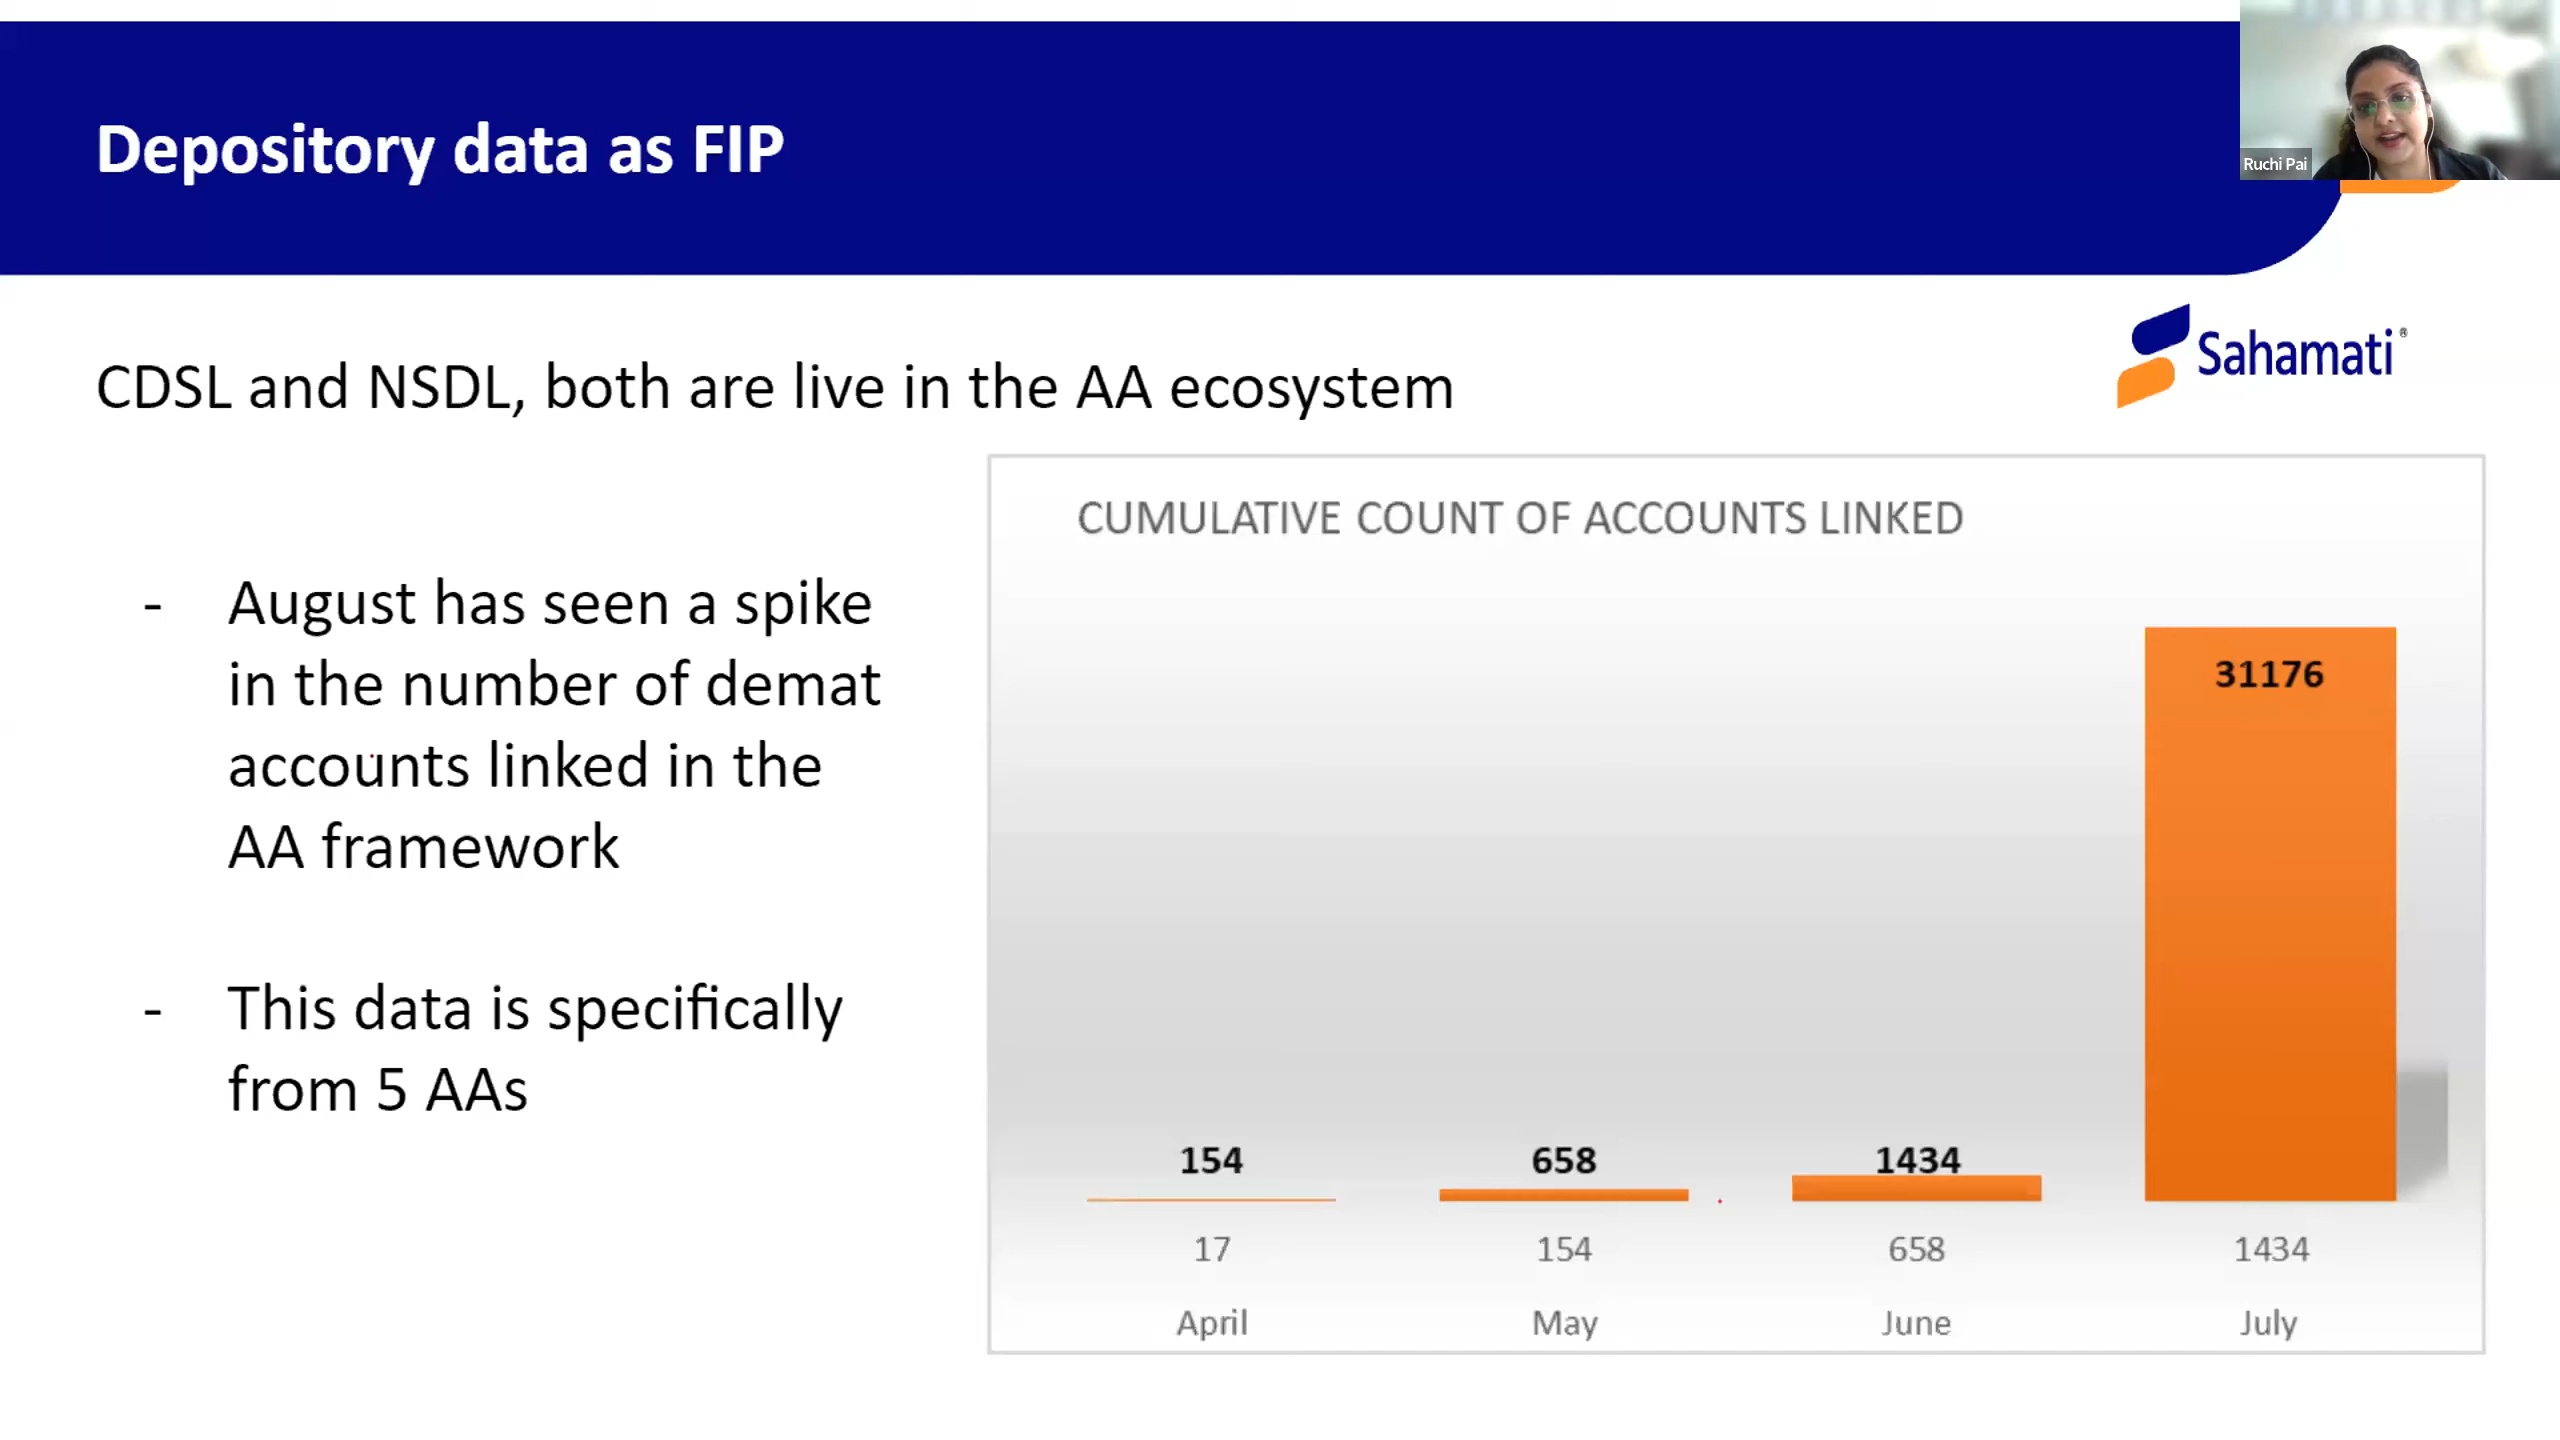 Depository data as FIP
Ruchi Pai
Sahamati®
CDSL and NSDL, both are live in the AA ecosystem
- August has seen a spike
in the number of demat
accounts linked in the
AA framework
- This data is specifically
from 5 AAs
CUMULATIVE COUNT OF ACCOUNTS LINKED
31176
154 658 1434
17 154 658 1434
April May June July